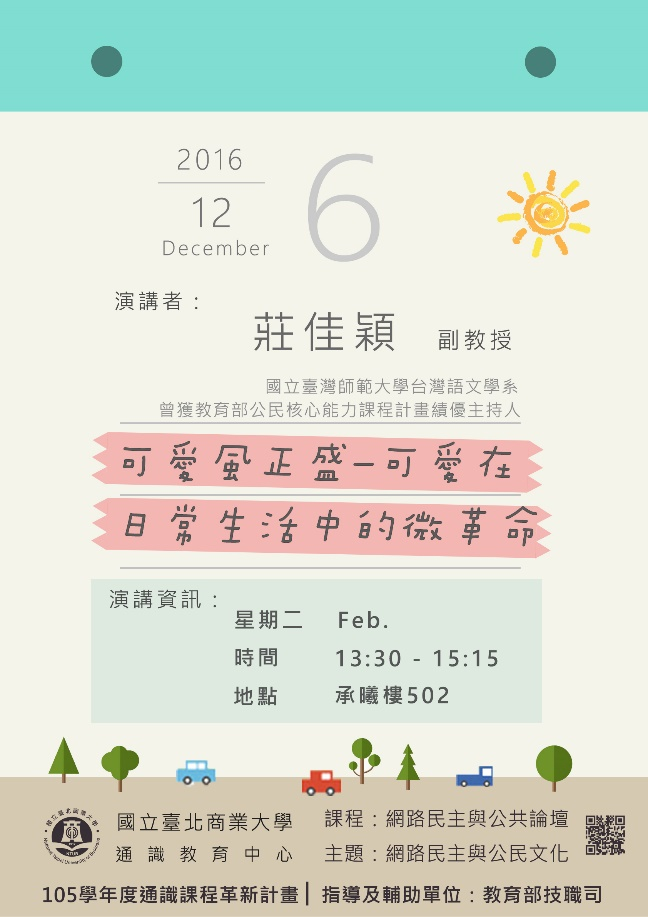 2016
12
December
6
演講者：
莊佳穎 副教授
國立臺灣師範大學台灣語文學系
曾獲教育部公民核心能力課程計畫績優主持人
可愛風正盛—可愛在
日常生活中的微革命
演講資訊：
星期二 Feb.
時間 13:30 - 15:15
地點 承曦樓502
國立臺北商業大學
通識教育中心
課程：網路民主與公共論壇
主題：網路民主與公民文化
105學年度通識課程革新計畫| 指導及輔助單位：教育部技職司